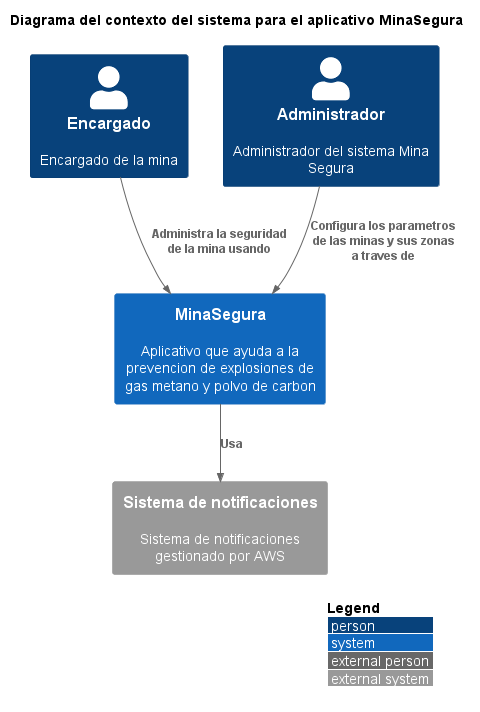 Diagrama del contexto del sistema para el aplicativo MinaSegura
Encargado
Encargado de la mina
Administrador
Administrador del sistema Mina
Segura
Administra la seguridad
de la mina usando
Configura los parametros
de las minas y sus zonas
a traves de
MinaSegura
Aplicativo que ayuda a la
prevencion de explosiones de
gas metano y polvo de carbon
Usa
Sistema de notificaciones
Sistema de notificaciones
gestionado por AWS
Legend
person
system
external person
external system